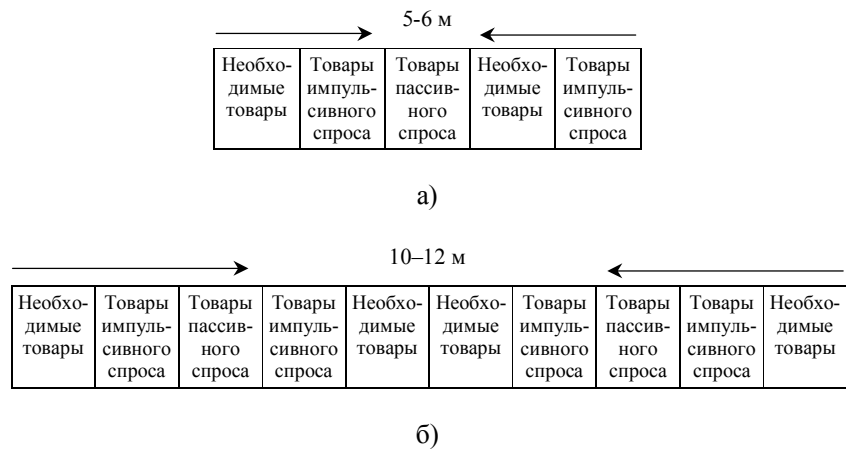 5-6 м
Необхо- Товары Товары Необхо- Товары
димые импуль- пассив- димые импуль-
товары сивного ного товары сивного
спроса спроса спроса
а)
10–12 м
Необхо- Товары Товары Товары Необхо- Необхо- Товары Товары Товары Необхо-
димые импуль- пассив- импуль- димые димые импуль- пассив- импуль- димые
товары сивного ного сивного товары товары сивного ного сивного товары
спроса спроса спроса спроса спроса спроса
б)